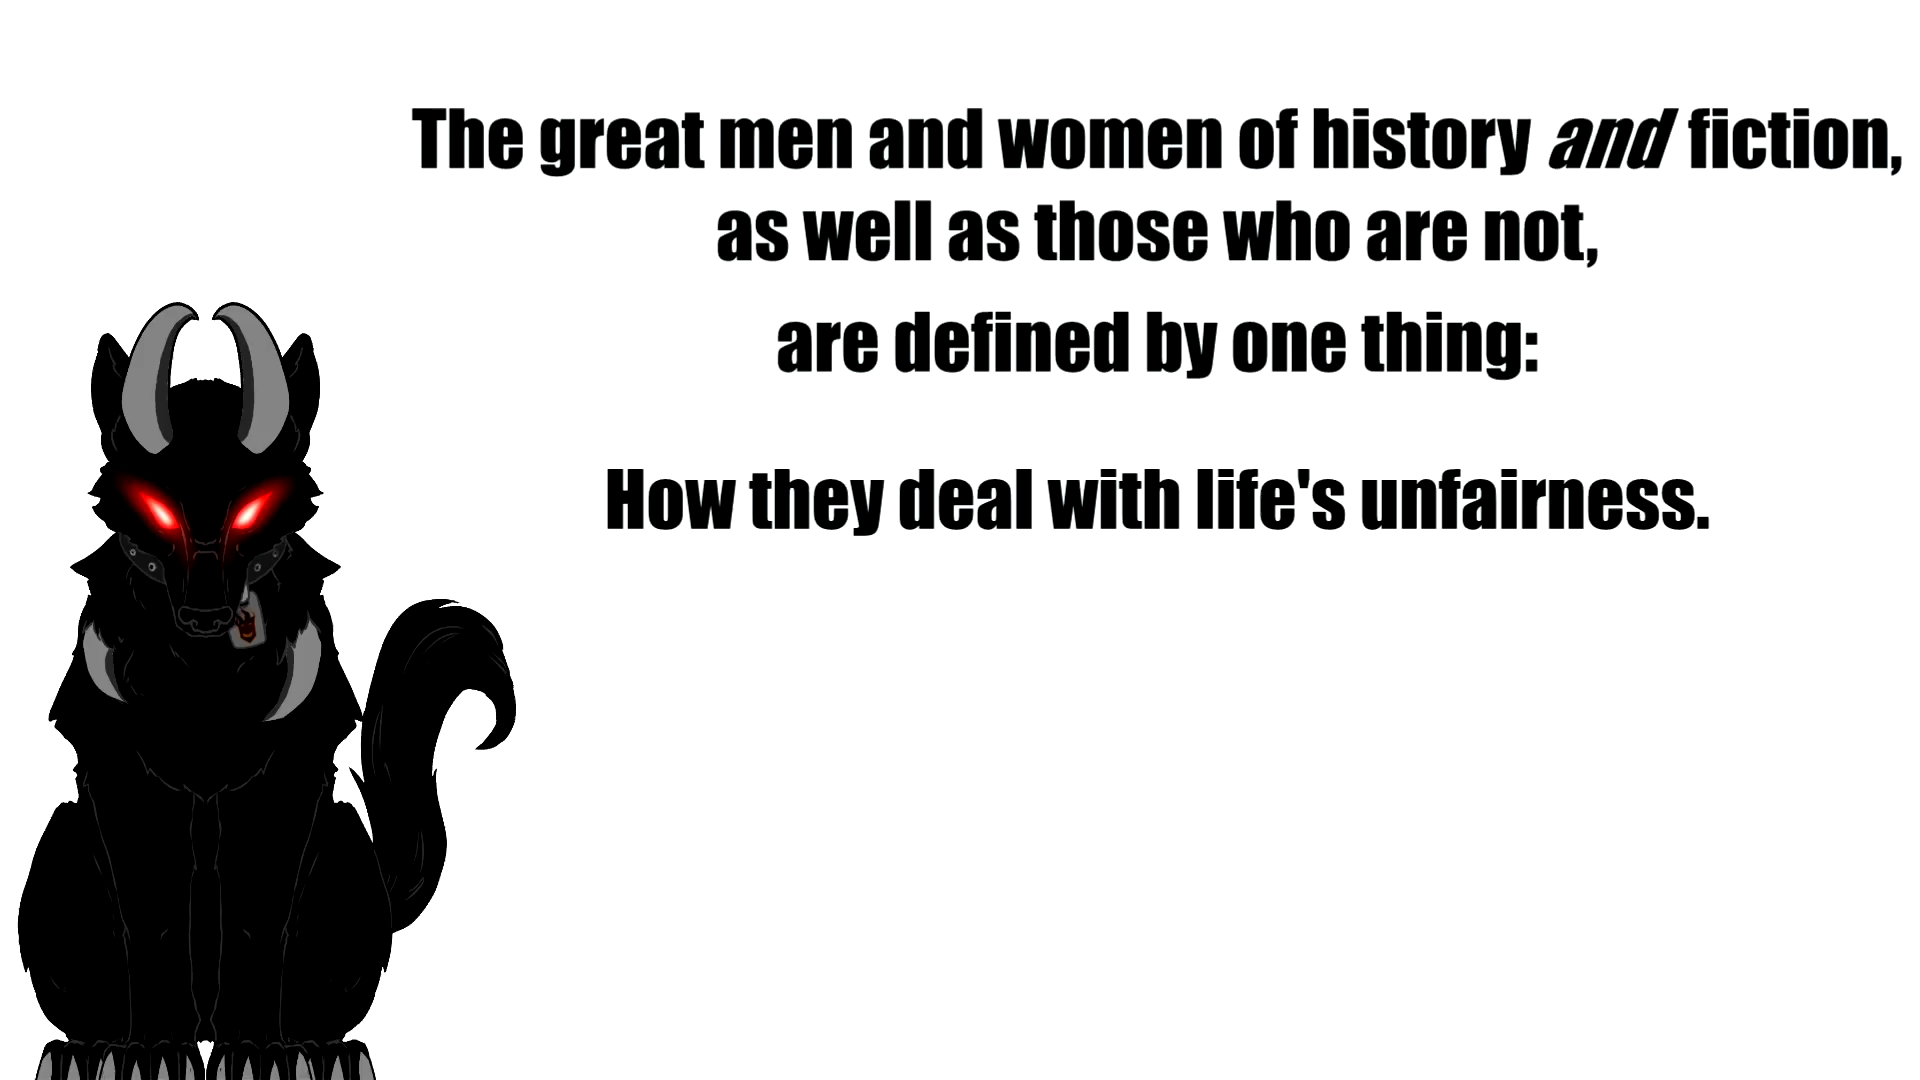 The great men and women of history and fiction,
as well as those who are not,
are defined by one thing:
How they deal with life's unfairness.